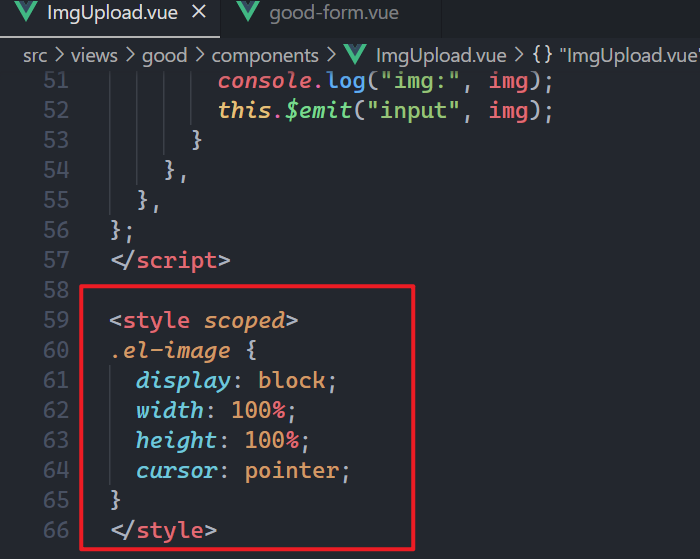 ImgUpload.vue × good-form.vue
src > views > good > components > ImgUpload.vue > {} "ImgUpload.vue"
51 console.log("img:", img);
52 this.$emit("input", img);
53 }
54 },
55 },
56 };
57 </script>
58
59 <style scoped>
60 .el-image {
61 display: block;
62 width: 100%;
63 height: 100%;
64 cursor: pointer;
65 }
66 </style>